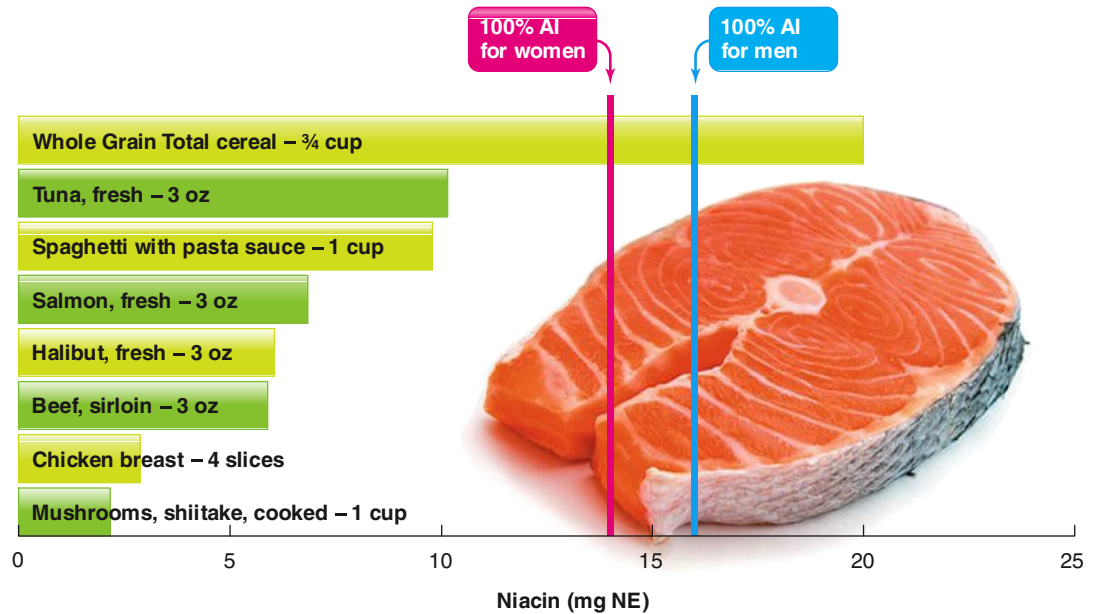 100% AI
for women
100% AI
for men
Whole Grain Total cereal – ¾ cup
Tuna, fresh – 3 oz
Spaghetti with pasta sauce – 1 cup
Salmon, fresh – 3 oz
Halibut, fresh – 3 oz
Beef, sirloin – 3 oz
Chicken breast – 4 slices
Mushrooms, shiitake, cooked – 1 cup
0 5 10 15 20 25
Niacin (mg NE)